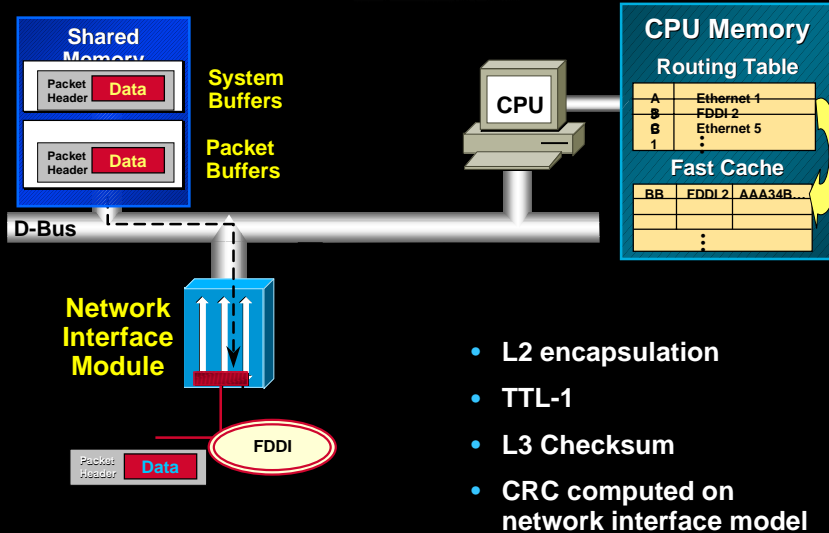 Shared
Memory
Packet
Header
Data
System
Buffers
Packet
Header
Data
Packet
Buffers
CPU
CPU Memory
Routing Table
A Ethernet 1
FDDI 2
Ethernet 5
1 ⋮
Fast Cache
BB FDDI 2 AAA34B...
⋮
D-Bus
Network
Interface
Module
FDDI
Packet
Header
Data
• L2 encapsulation
• TTL-1
• L3 Checksum
• CRC computed on
network interface model